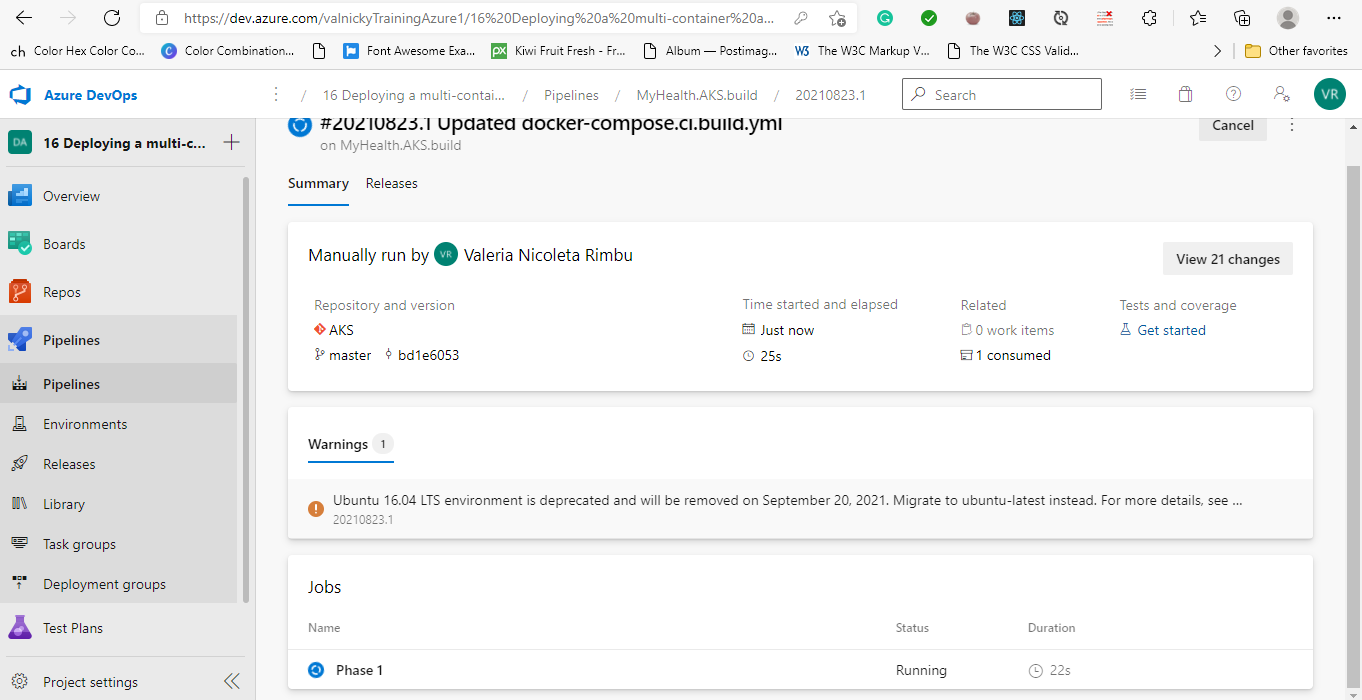 https://dev.azure.com/valnickyTrainingAzure1/16%20Deploying%20a%20multi-container%20a...
ch Color Hex Color Co... C Color Combination... Font Awesome Exa... px Kiwi Fruit Fresh - Fr... Album — Postimag... W3 The W3C Markup V... The W3C CSS Valid... Other favorites
Azure DevOps / 16 Deploying a multi-contai... / Pipelines / MyHealth.AKS.build / 20210823.1 Search VR
DA 16 Deploying a multi-c...
Overview
Boards
Repos
Pipelines
Pipelines
Environments
Releases
Library
Task groups
Deployment groups
Test Plans
Project settings
#20210823.1 Updated docker-compose.ci.build.yml
on MyHealth.AKS.build
Cancel
Summary Releases
Manually run by VR Valeria Nicoleta Rimbu
View 21 changes
Repository and version Time started and elapsed Related Tests and coverage
AKS Just now 0 work items Get started
master bd1e6053 25s 1 consumed
Warnings 1
Ubuntu 16.04 LTS environment is deprecated and will be removed on September 20, 2021. Migrate to ubuntu-latest instead. For more details, see ...
20210823.1
Jobs
Name Status Duration
Phase 1 Running 22s